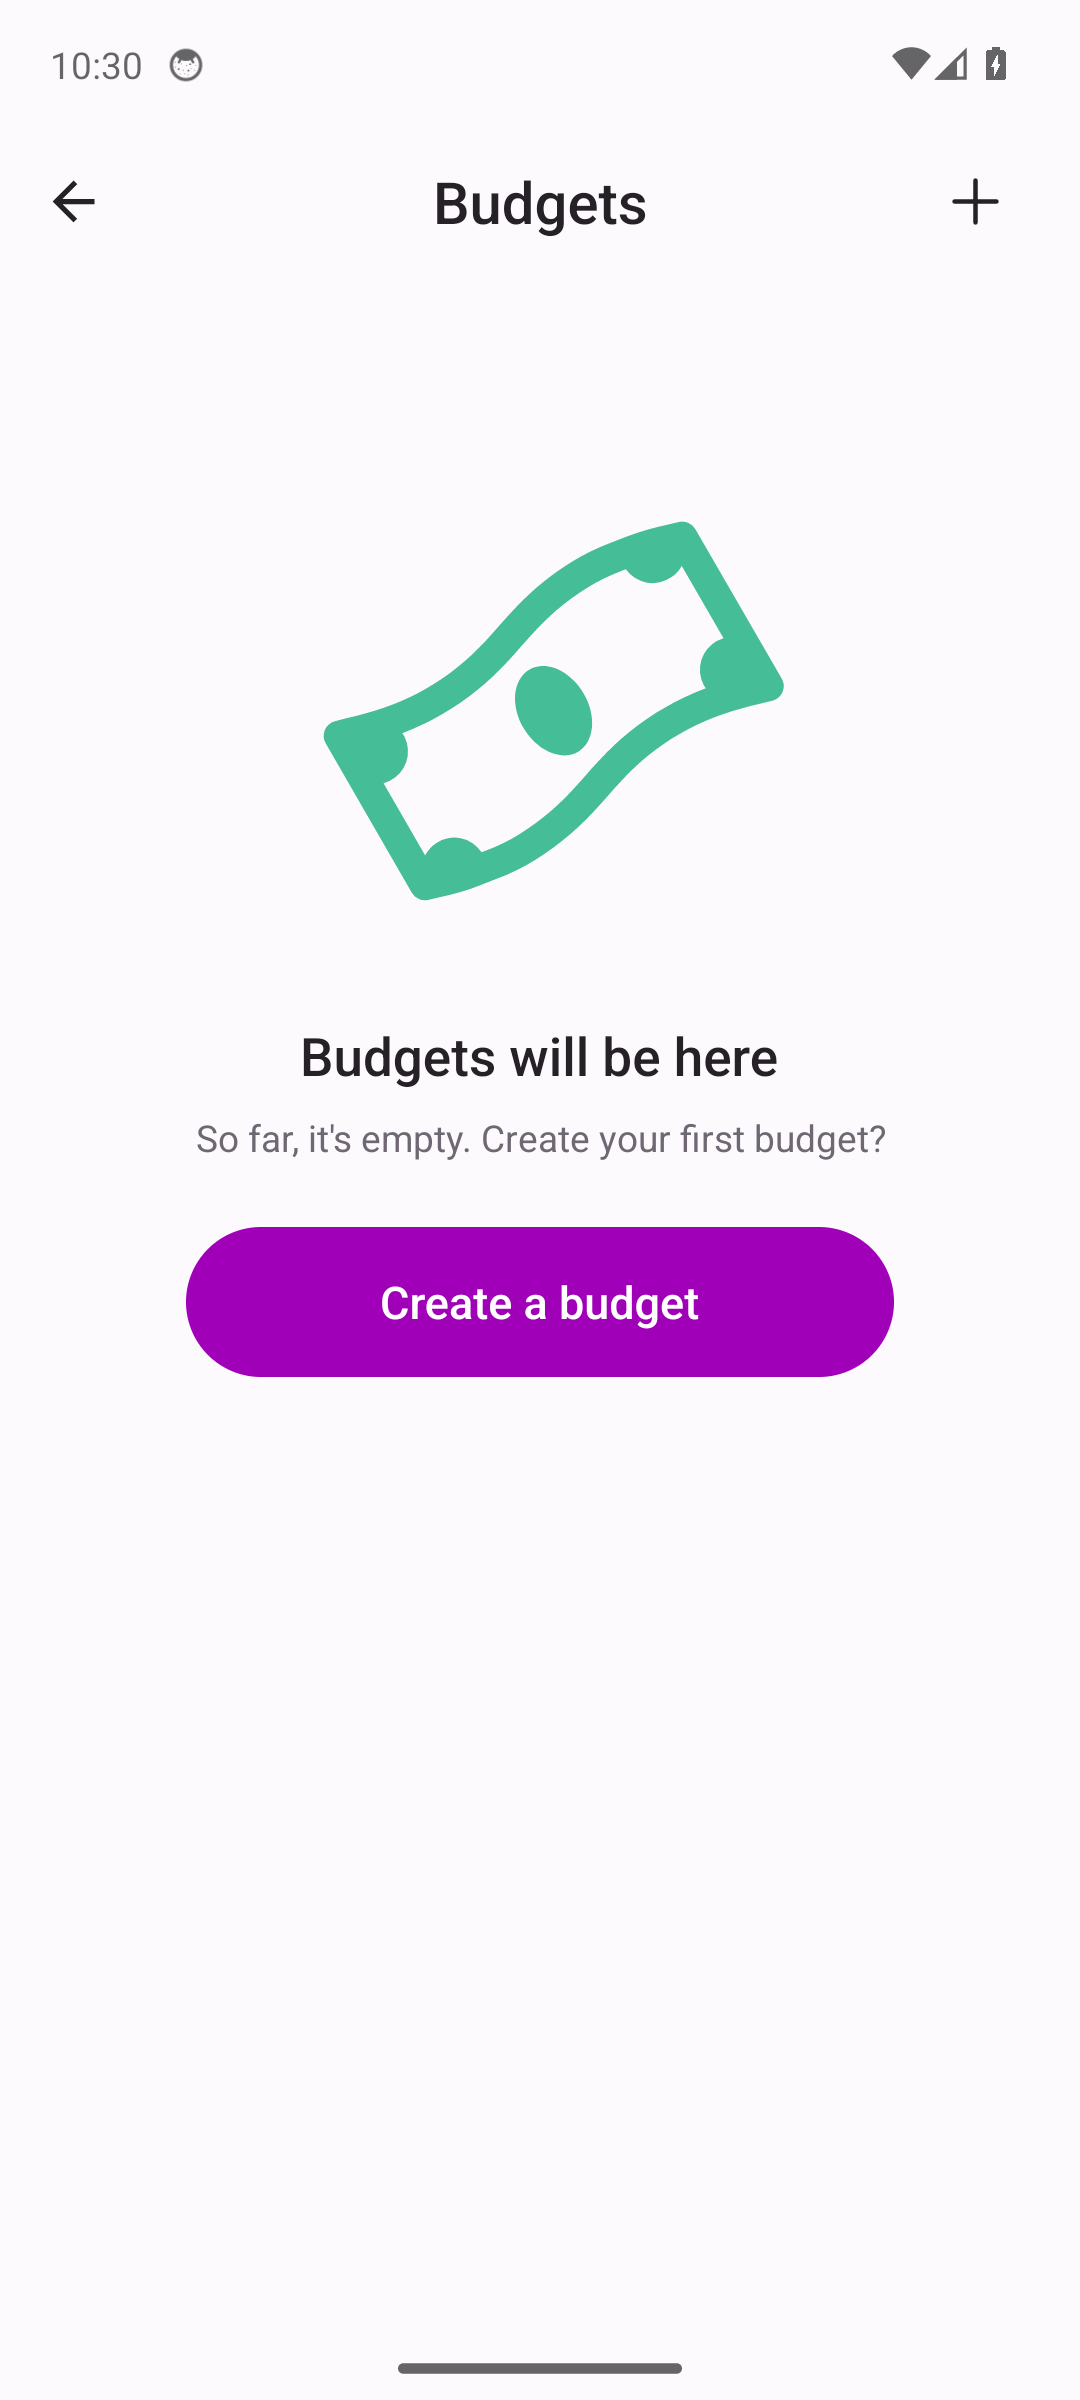 10:30
Budgets
Budgets will be here
So far, it's empty. Create your first budget?
Create a budget